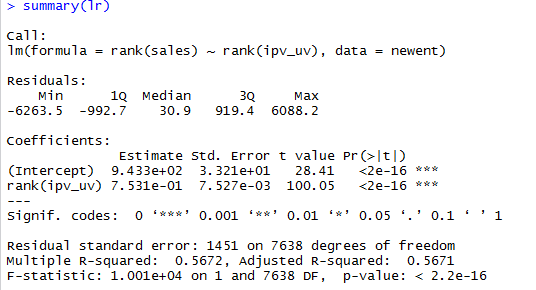 > summary(lr)
Call:
lm(formula = rank(sales) ~ rank(ipv_uv), data = newent)
Residuals:
    Min      1Q  Median      3Q     Max
-6263.5  -992.7    30.9   919.4  6088.2
Coefficients:
              Estimate Std. Error t value Pr(>|t|)
(Intercept)  9.433e+02  3.321e+01   28.41   <2e-16 ***
rank(ipv_uv) 7.531e-01  7.527e-03  100.05   <2e-16 ***
---
Signif. codes:  0 ‘***’ 0.001 ‘**’ 0.01 ‘*’ 0.05 ‘.’ 0.1 ‘ ’ 1
Residual standard error: 1451 on 7638 degrees of freedom
Multiple R-squared:  0.5672, Adjusted R-squared:  0.5671
F-statistic: 1.001e+04 on 1 and 7638 DF,  p-value: < 2.2e-16